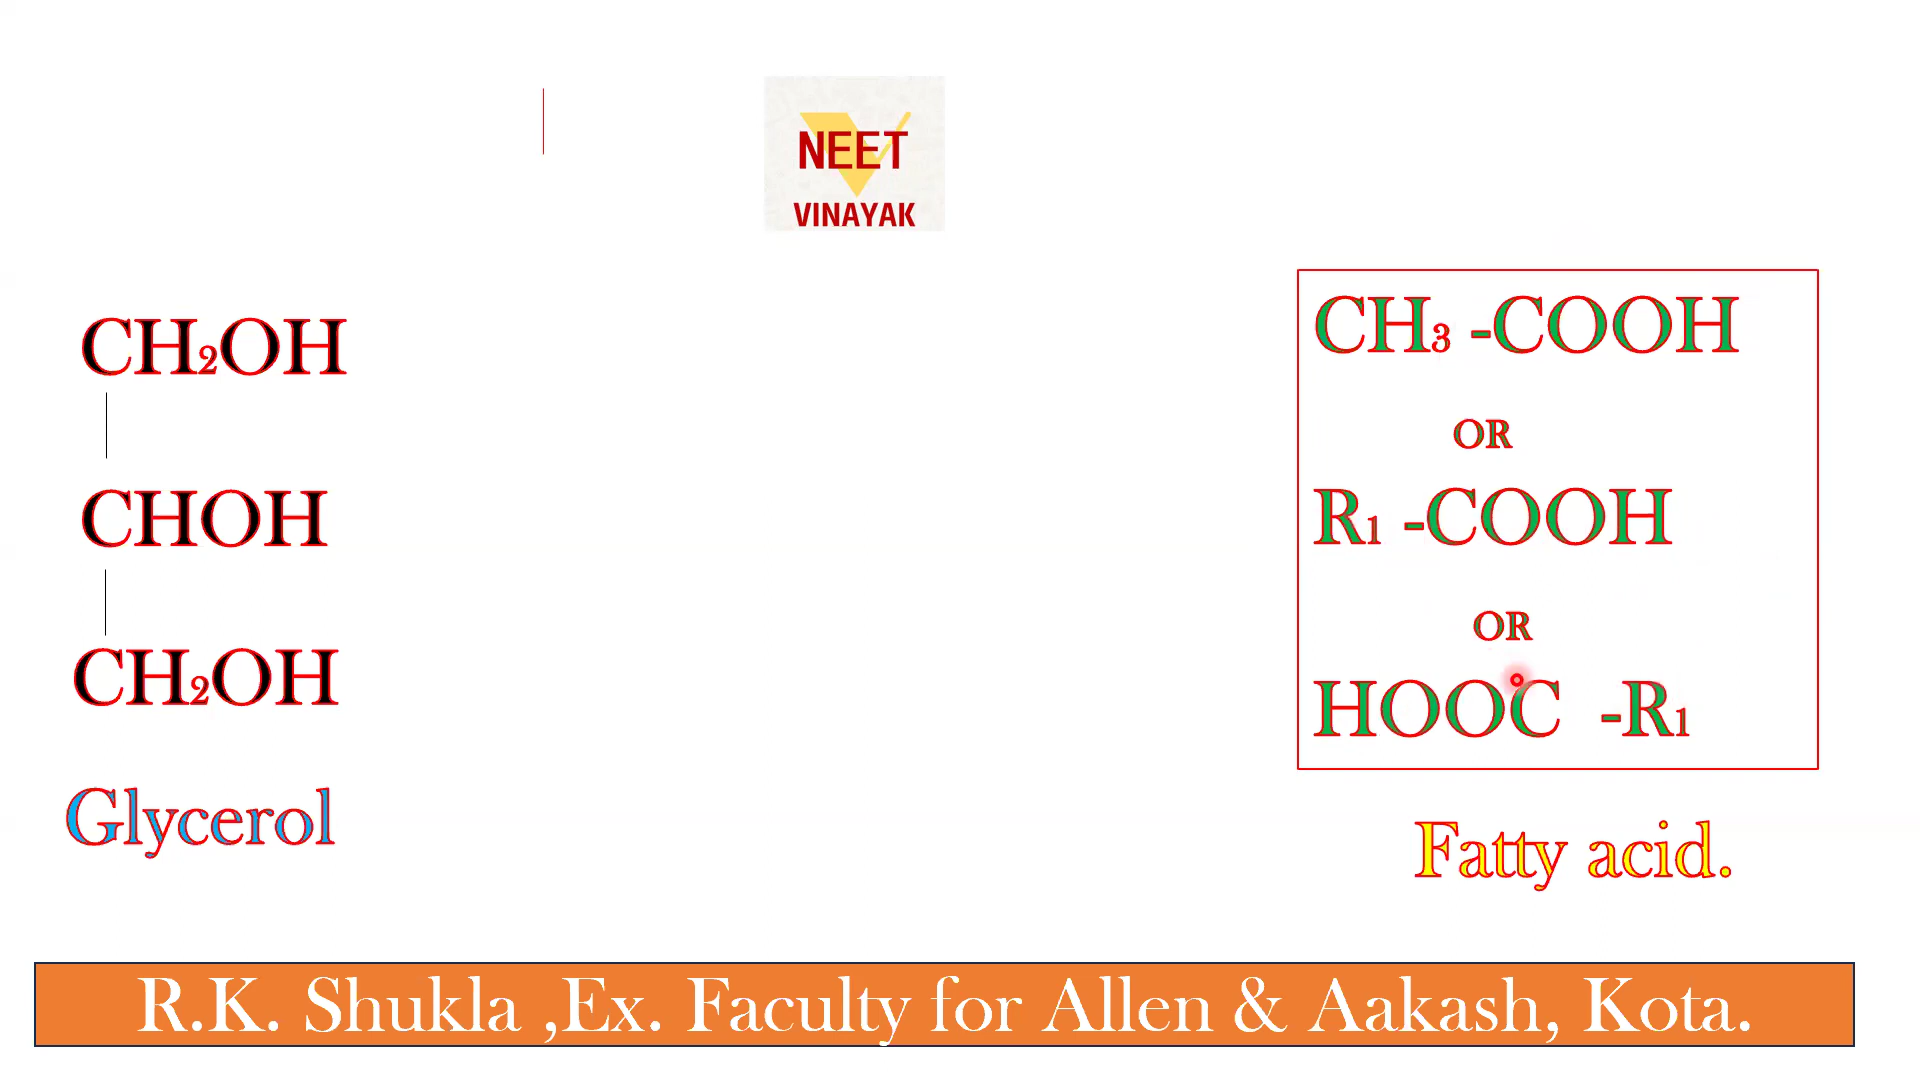 NEET
VINAYAK
CH₂OH
CHOH
CH₂OH
Glycerol
CH₃ -COOH
OR
R₁ -COOH
OR
HOOC -R₁
Fatty acid.
R.K. Shukla ,Ex. Faculty for Allen & Aakash, Kota.